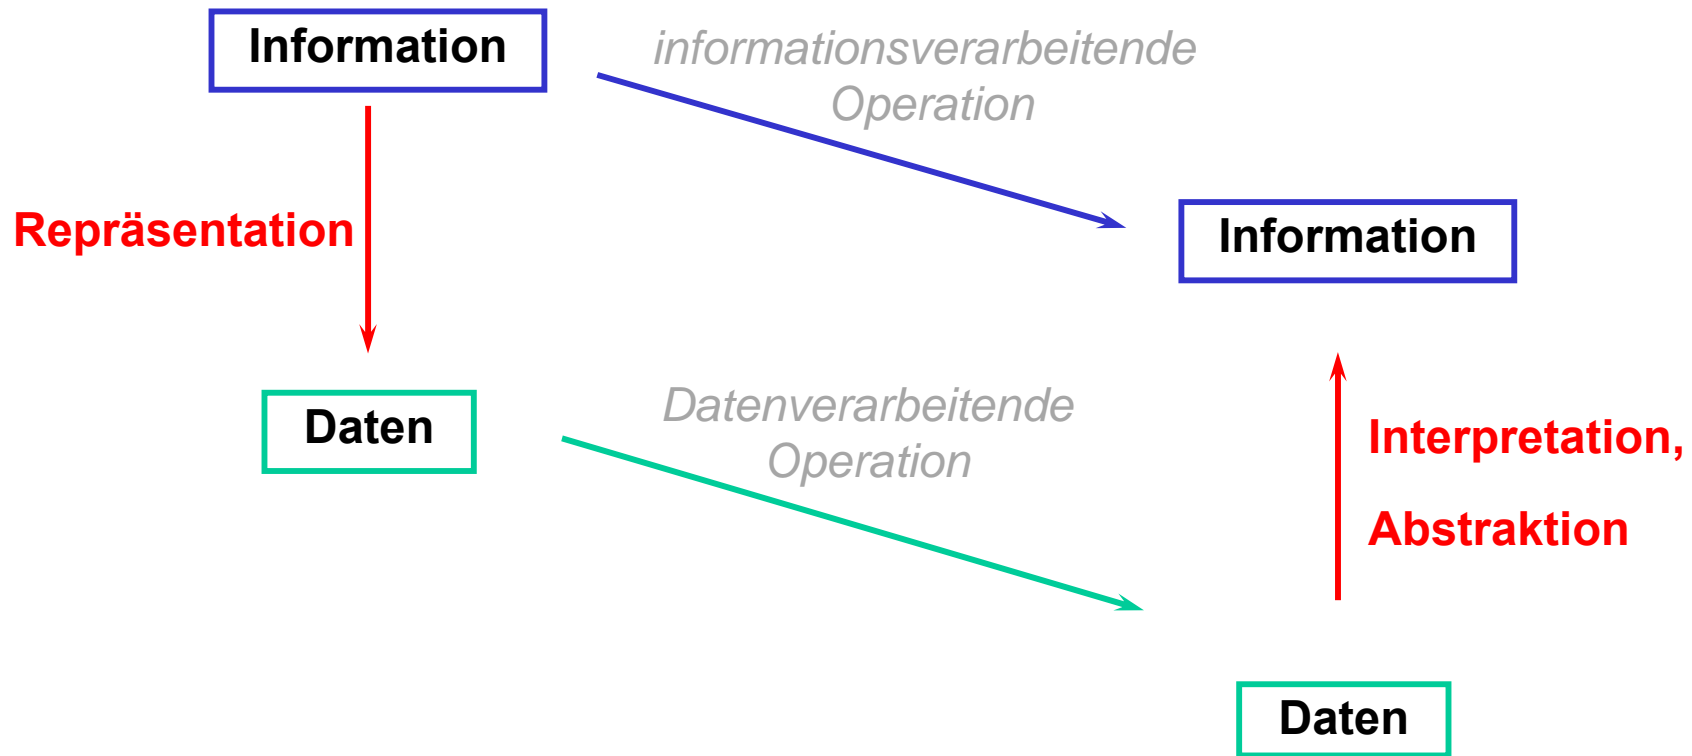 Information
informationsverarbeitende
Operation
Repräsentation
Information
Daten
Datenverarbeitende
Operation
Interpretation,
Abstraktion
Daten